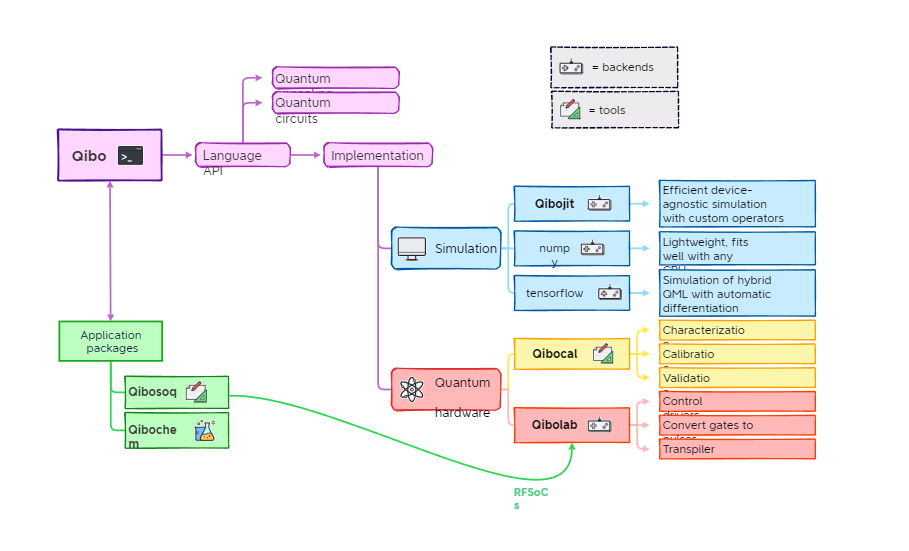 = backends
= tools
Quantum
Quantum
circuits
Qibo
>_
Language
API
Implementation
Qibojit
Efficient device-
agnostic simulation
with custom operators
Simulation
nump
y
Lightweight, fits
well with any
tensorflow
Simulation of hybrid
QML with automatic
differentiation
Application
packages
Qibocal
Characterizatio
Calibratio
Validatio
Quantum
hardware
Qibosoq
Qiboche
m
Qibolab
Control
Convert gates to
Transpiler
RFSoC
s